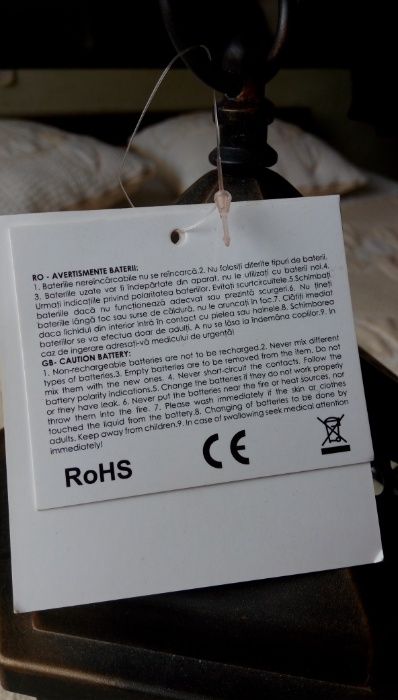 RO - AVERTISMENTE BATERII:
1. Bateriile nereîncărcabile nu se reîncarcă.2. Nu folosiți diferite tipuri de baterii.
3. Bateriile uzate vor fi îndepărtate din aparat, nu le utilizați cu baterii noi.4.
Urmați indicațiile privind polaritatea bateriilor. Evitați scurtcircuitele.5.Schimbați
bateriile dacă nu funcționează adecvat sau prezintă scurgeri.6. Nu țineți
bateriile lângă foc sau surse de căldură, nu le aruncați în foc.7. Clătiți imediat
daca lichidul din interior intră în contact cu pielea sau hainele.8. Schimbarea
bateriilor se va efectua doar de adulți. A nu se lăsa la îndemâna copiilor.9. In
caz de ingerare adresați-vă medicului de urgență!
GB- CAUTION BATTERY:
1. Non-rechargeable batteries are not to be recharged.2. Never mix different
types of batteries.3. Empty batteries are to be removed from the item. Do not
mix them with the new ones. 4. Never short-circuit the contacts. Follow the
battery polarity indications.5. Change the batteries if they do not work properly
or they have leak. 6. Never put the batteries near the fire or heat sources, nor
throw them into the fire. 7. Please wash immediately if the skin or clothes
touched the liquid from the battery.8. Changing of batteries to be done by
adults. Keep away from children.9. In case of swallowing seek medical attention
immediately!
RoHS CE